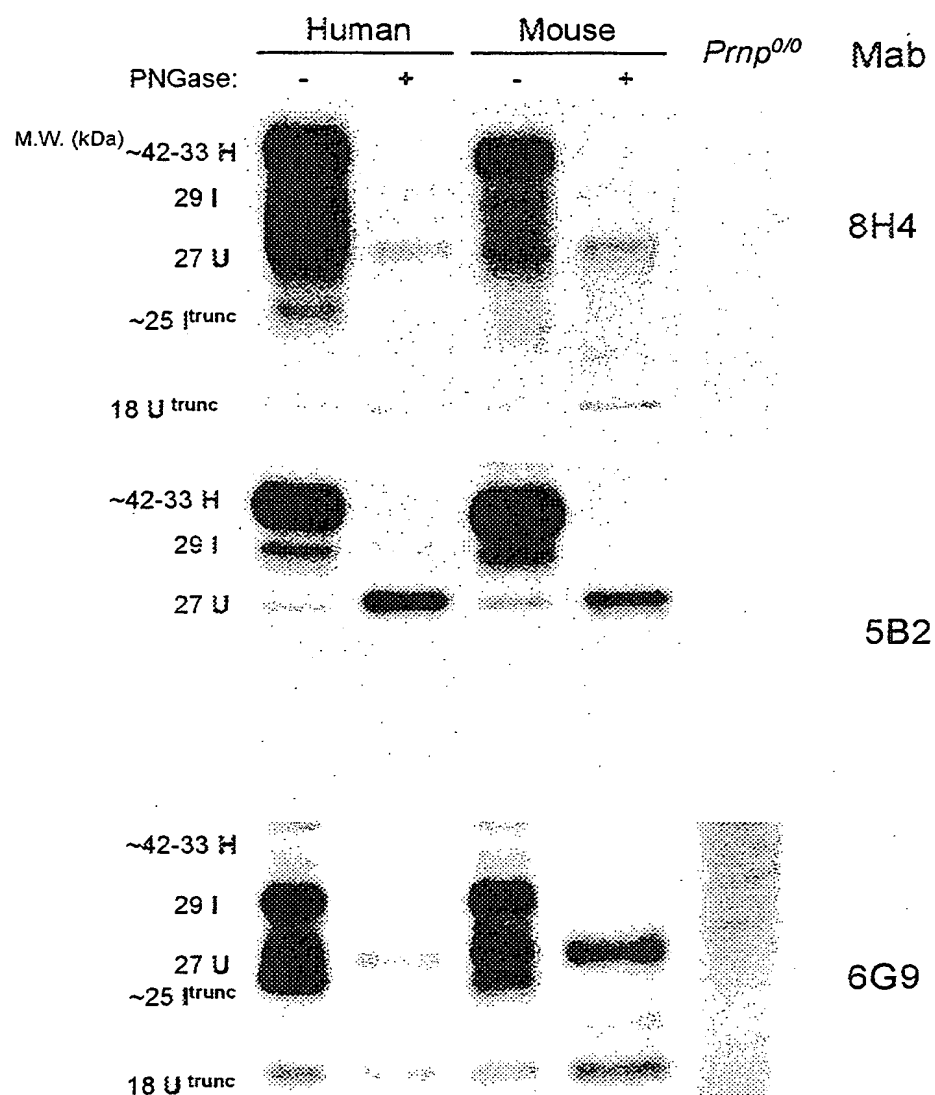 Human Mouse Prnp0/0 Mab
PNGase: - + - +
M.W. (kDa) ~42-33 H
29 I
27 U
~25 Itrunc
18 U trunc
8H4
~42-33 H
29 I
27 U
5B2
~42-33 H
29 I
27 U
~25 Itrunc
18 U trunc
6G9